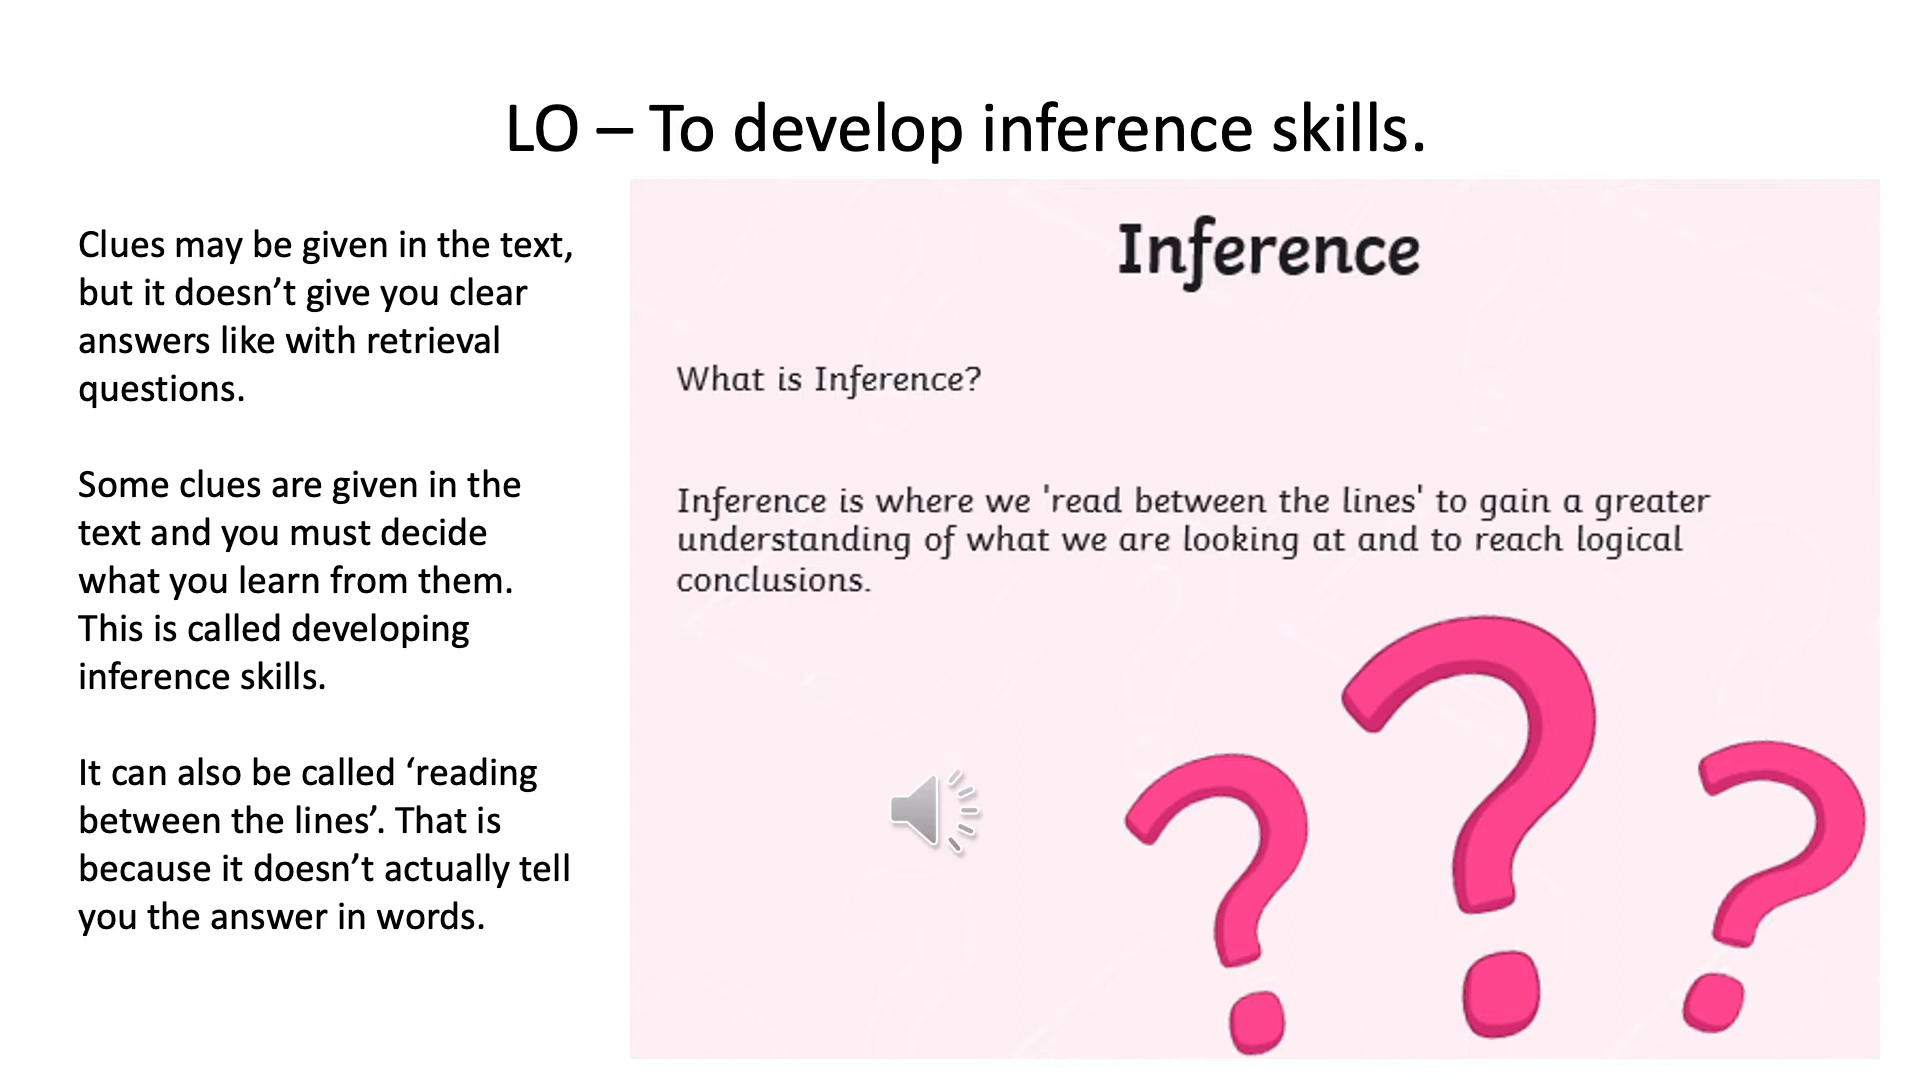 LO – To develop inference skills.
Clues may be given in the text,
but it doesn’t give you clear
answers like with retrieval
questions.
Some clues are given in the
text and you must decide
what you learn from them.
This is called developing
inference skills.
It can also be called ‘reading
between the lines’. That is
because it doesn’t actually tell
you the answer in words.
Inference
What is Inference?
Inference is where we 'read between the lines' to gain a greater
understanding of what we are looking at and to reach logical
conclusions.